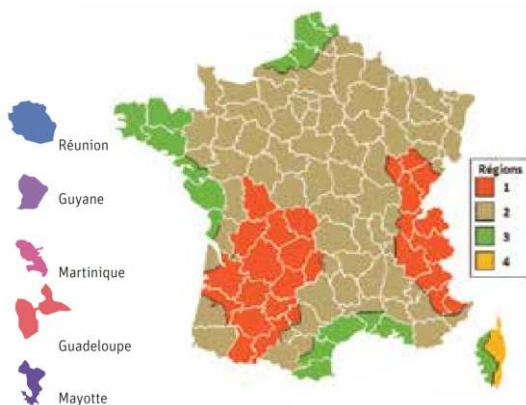 Réunion
Guyane
Martinique
Guadeloupe
Mayotte
Régions
1
2
3
4